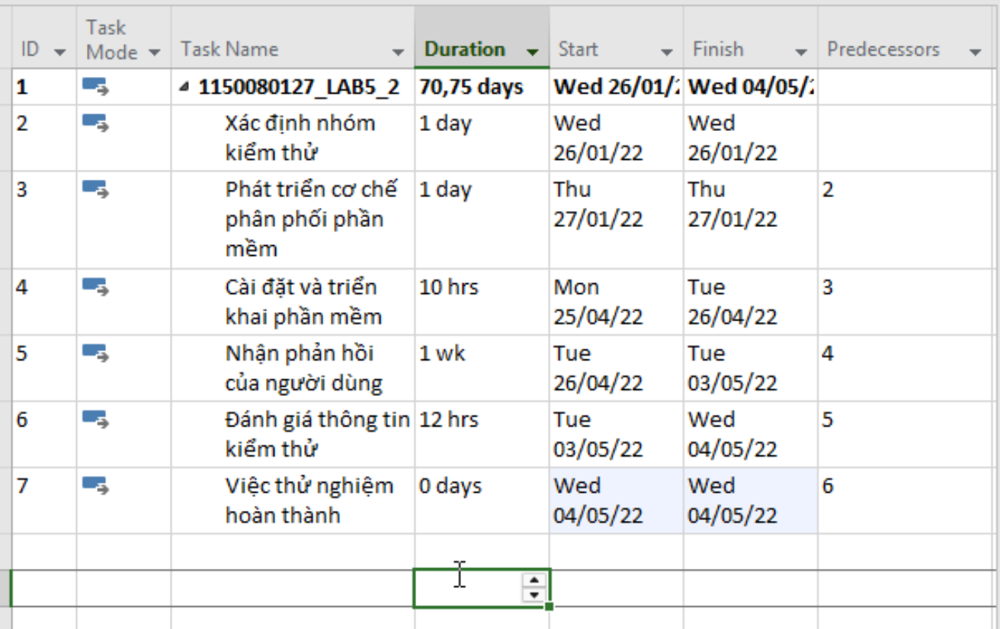 ID Task Mode Task Name Duration Start Finish Predecessors
1 1150080127_LAB5_2 70,75 days Wed 26/01/ Wed 04/05/
2 Xác định nhóm 1 day Wed Wed
kiểm thử 26/01/22 26/01/22
3 Phát triển cơ chế 1 day Thu Thu 2
phân phối phần 27/01/22 27/01/22
mềm
4 Cài đặt và triển 10 hrs Mon Tue 3
khai phần mềm 25/04/22 26/04/22
5 Nhận phản hồi 1 wk Tue Tue 4
của người dùng 26/04/22 03/05/22
6 Đánh giá thông tin 12 hrs Tue Wed 5
kiểm thử 03/05/22 04/05/22
7 Việc thử nghiệm 0 days Wed Wed 6
hoàn thành 04/05/22 04/05/22